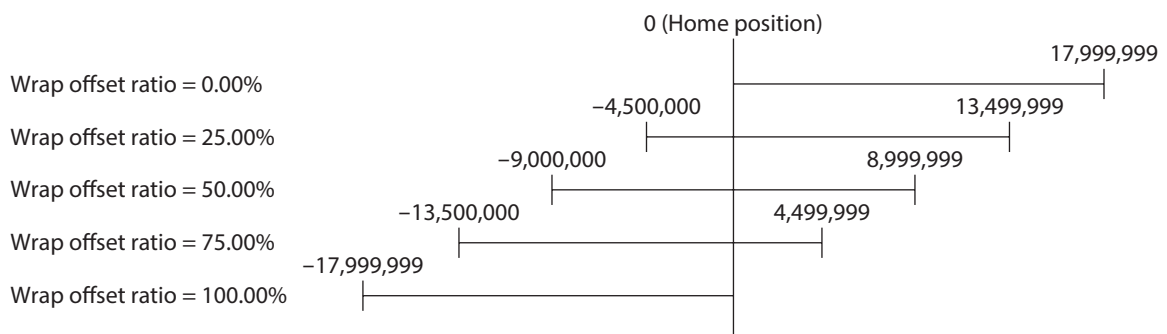 0 (Home position)
17,999,999
Wrap offset ratio = 0.00%
−4,500,000 13,499,999
Wrap offset ratio = 25.00%
−9,000,000 8,999,999
Wrap offset ratio = 50.00%
−13,500,000 4,499,999
Wrap offset ratio = 75.00%
−17,999,999
Wrap offset ratio = 100.00%